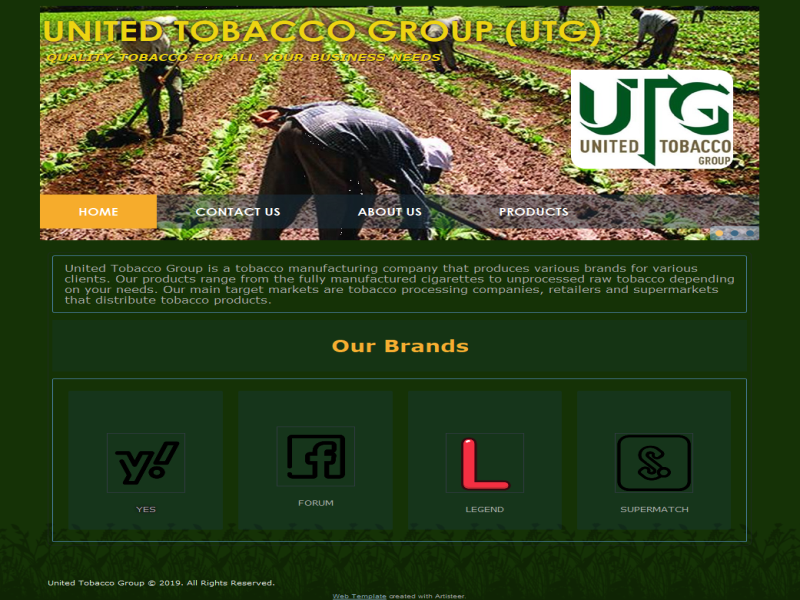 UNITED TOBACCO GROUP (UTG)
QUALITY TOBACCO FOR ALL YOUR BUSINESS NEEDS
UTG
UNITED TOBACCO
GROUP
HOME CONTACT US ABOUT US PRODUCTS
United Tobacco Group is a tobacco manufacturing company that produces various brands for various
clients. Our products range from the fully manufactured cigarettes to unprocessed raw tobacco depending
on your needs. Our main target markets are tobacco processing companies, retailers and supermarkets
that distribute tobacco products.
Our Brands
Y! f L S
YES FORUM LEGEND SUPERMATCH
United Tobacco Group © 2019. All Rights Reserved.
Web Template created with Artisteer.